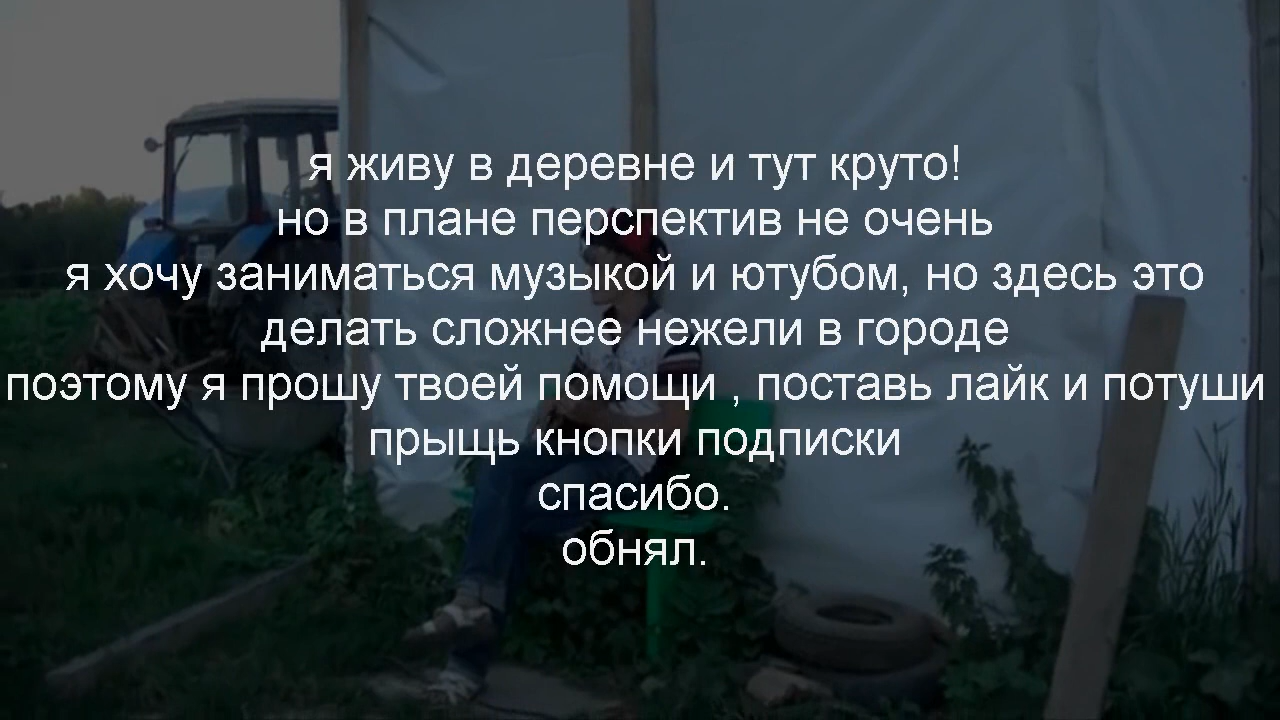 я живу в деревне и тут круто!
но в плане перспектив не очень
я хочу заниматься музыкой и ютубом, но здесь это
делать сложнее нежели в городе
поэтому я прошу твоей помощи , поставь лайк и потуши
прыщь кнопки подписки
спасибо.
обнял.